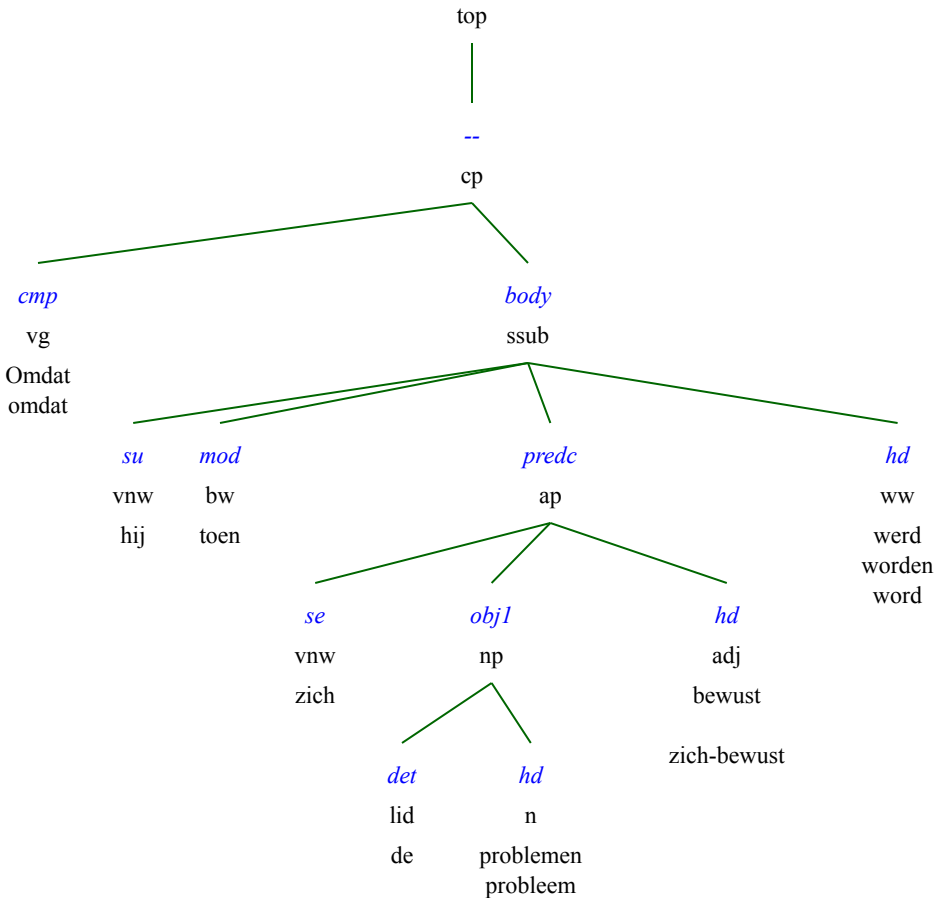 top
--
cp
cmp body
vg ssub
Omdat
omdat
su mod predc hd
vnw bw ap ww
hij toen werd
worden
word
se obj1 hd
vnw np adj
zich bewust
zich-bewust
det hd
lid n
de problemen
probleem